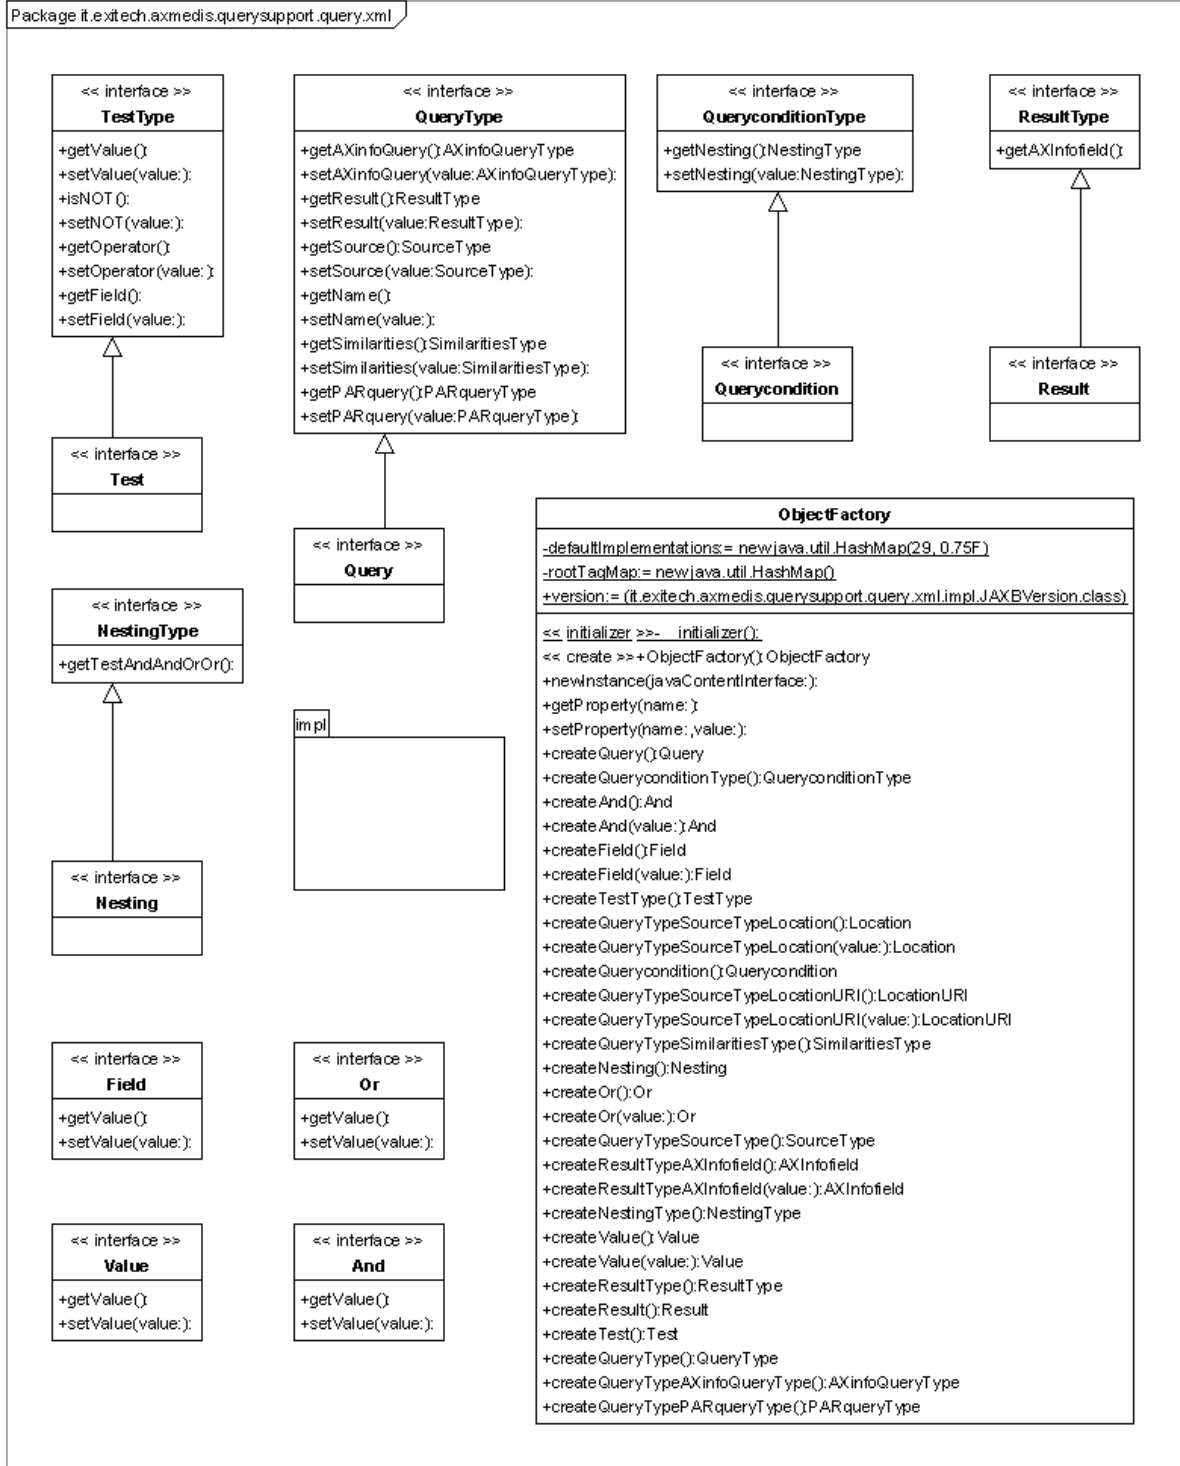 Package it.exitech.axmedis.querysupport.query.xml
<< interface >>
TestType
+getValue():
+setValue(value:):
+isNOT():
+setNOT(value:):
+getOperator():
+setOperator(value:):
+getField():
+setField(value:):
<< interface >>
QueryType
+getAXinfoQuery():AXinfoQueryType
+setAXinfoQuery(value:AXinfoQueryType):
+getResult():ResultType
+setResult(value:ResultType):
+getSource():SourceType
+setSource(value:SourceType):
+getName():
+setName(value:):
+getSimilarities():SimilaritiesType
+setSimilarities(value:SimilaritiesType):
+getPARquery():PARqueryType
+setPARquery(value:PARqueryType):
<< interface >>
QueryconditionType
+getNesting():NestingType
+setNesting(value:NestingType):
<< interface >>
ResultType
+getAXInfofield():
<< interface >>
Querycondition
<< interface >>
Result
<< interface >>
Test
<< interface >>
Query
<< interface >>
NestingType
+getTestAndAndOrOr():
impl
<< interface >>
Nesting
<< interface >>
Field
+getValue():
+setValue(value:):
<< interface >>
Or
+getValue():
+setValue(value:):
<< interface >>
Value
+getValue():
+setValue(value:):
<< interface >>
And
+getValue():
+setValue(value:):
ObjectFactory
-defaultImplementations:= new java.util.HashMap(29, 0.75F)
-rootTagMap:= new java.util.HashMap()
+version:= (it.exitech.axmedis.querysupport.query.xml.impl.JAXBVersion.class)
<< initializer >>-__initializer():
<< create >>+ObjectFactory():ObjectFactory
+newInstance(javaContentInterface:):
+getProperty(name:):
+setProperty(name:,value:):
+createQuery():Query
+createQueryconditionType():QueryconditionType
+createAnd():And
+createAnd(value:):And
+createField():Field
+createField(value:):Field
+createTestType():TestType
+createQueryTypeSourceTypeLocation():Location
+createQueryTypeSourceTypeLocation(value:):Location
+createQuerycondition():Querycondition
+createQueryTypeSourceTypeLocationURI():LocationURI
+createQueryTypeSourceTypeLocationURI(value:):LocationURI
+createQueryTypeSimilaritiesType():SimilaritiesType
+createNesting():Nesting
+createOr():Or
+createOr(value:):Or
+createQueryTypeSourceType():SourceType
+createResultTypeAXInfofield():AXInfofield
+createResultTypeAXInfofield(value:):AXInfofield
+createNestingType():NestingType
+createValue():Value
+createValue(value:):Value
+createResultType():ResultType
+createResult():Result
+createTest():Test
+createQueryType():QueryType
+createQueryTypeAXinfoQueryType():AXinfoQueryType
+createQueryTypePARqueryType():PARqueryType